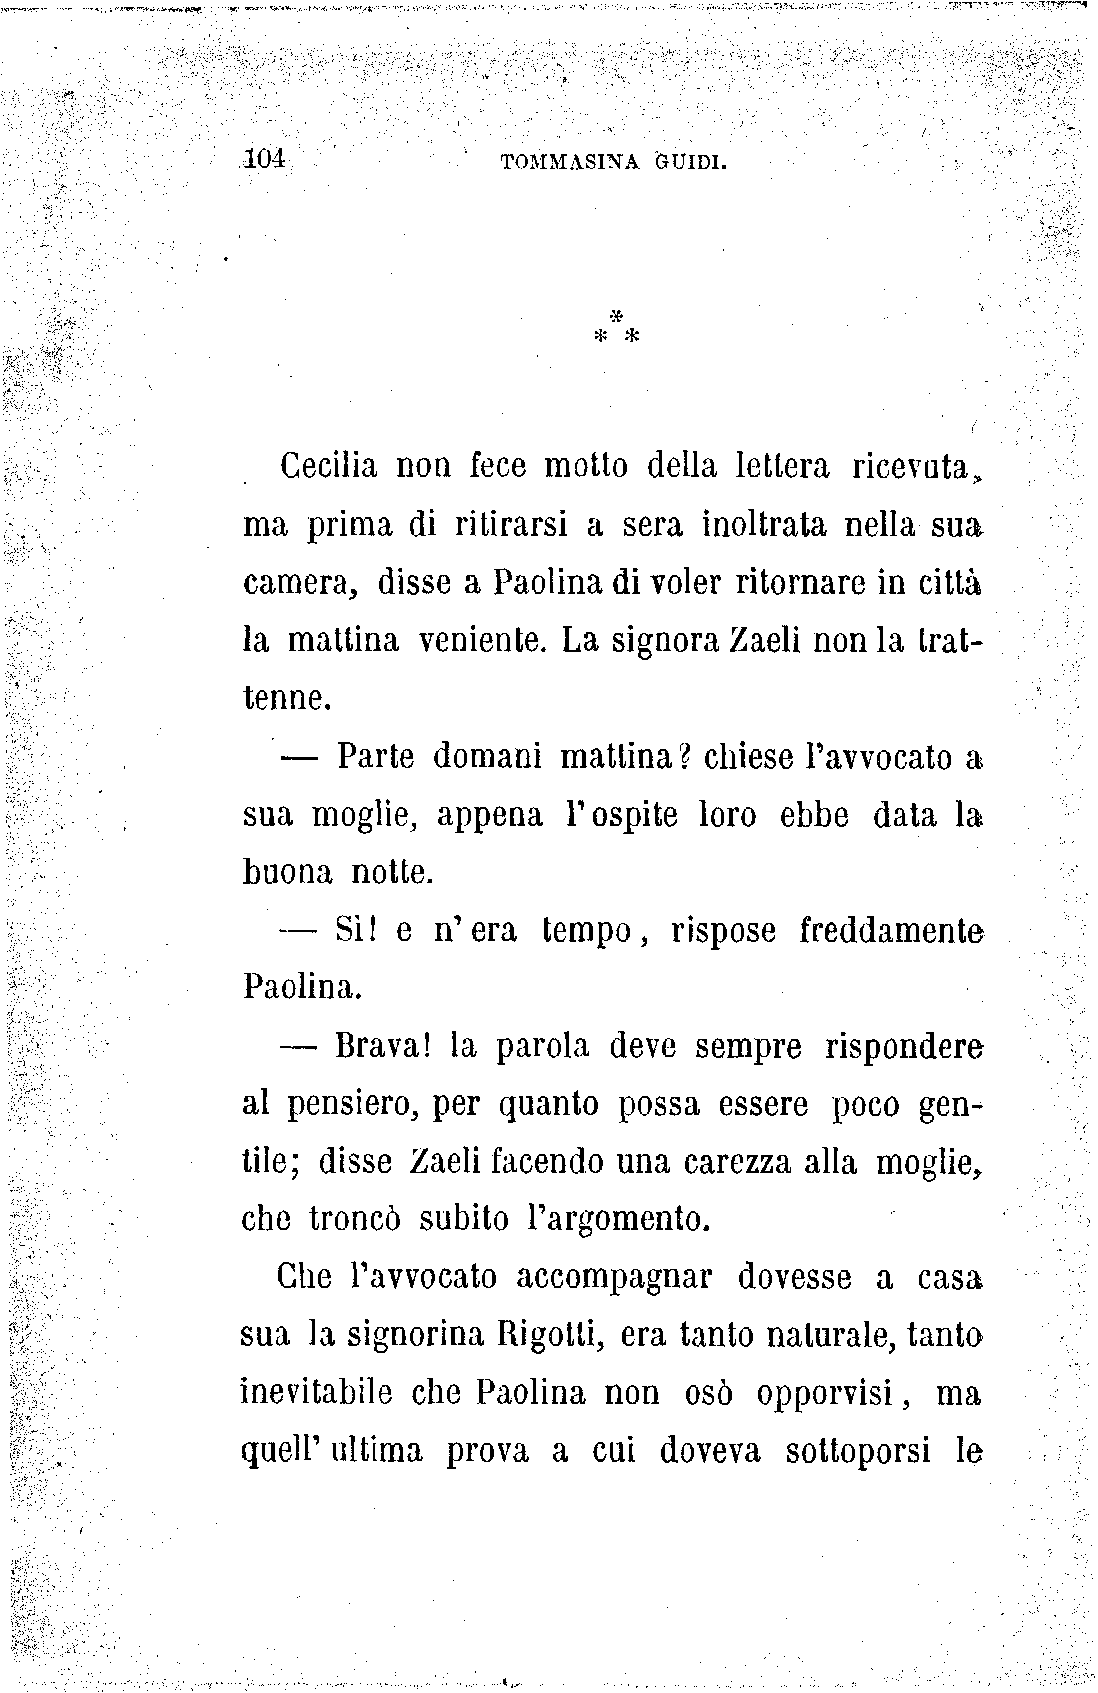 104 TOMMASINA GUIDI.
*
* *
Cecilia non fece motto della lettera ricevuta,
ma prima di ritirarsi a sera inoltrata nella sua
camera, disse a Paolina di voler ritornare in città
la mattina veniente. La signora Zaeli non la trat-
tenne.
— Parte domani mattina? chiese l'avvocato a
sua moglie, appena l'ospite loro ebbe data la
buona notte.
— Sì! e n'era tempo, rispose freddamente
Paolina.
— Brava! la parola deve sempre rispondere
al pensiero, per quanto possa essere poco gen-
tile; disse Zaeli facendo una carezza alla moglie,
che troncò subito l'argomento.
Che l'avvocato accompagnar dovesse a casa
sua la signorina Rigotti, era tanto naturale, tanto
inevitabile che Paolina non osò opporvisi, ma
quell'ultima prova a cui doveva sottoporsi le